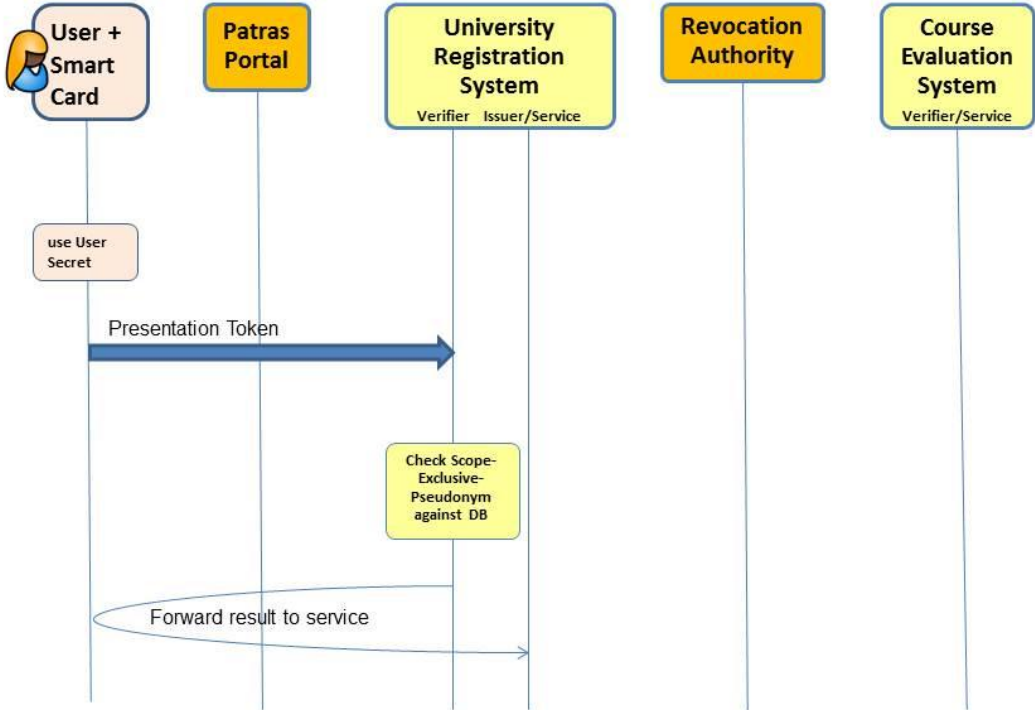 User +
Smart
Card
Patras
Portal
University
Registration
System
Verifier Issuer/Service
Revocation
Authority
Course
Evaluation
System
Verifier/Service
use User
Secret
Presentation Token
Check Scope-
Exclusive-
Pseudonym
against DB
Forward result to service